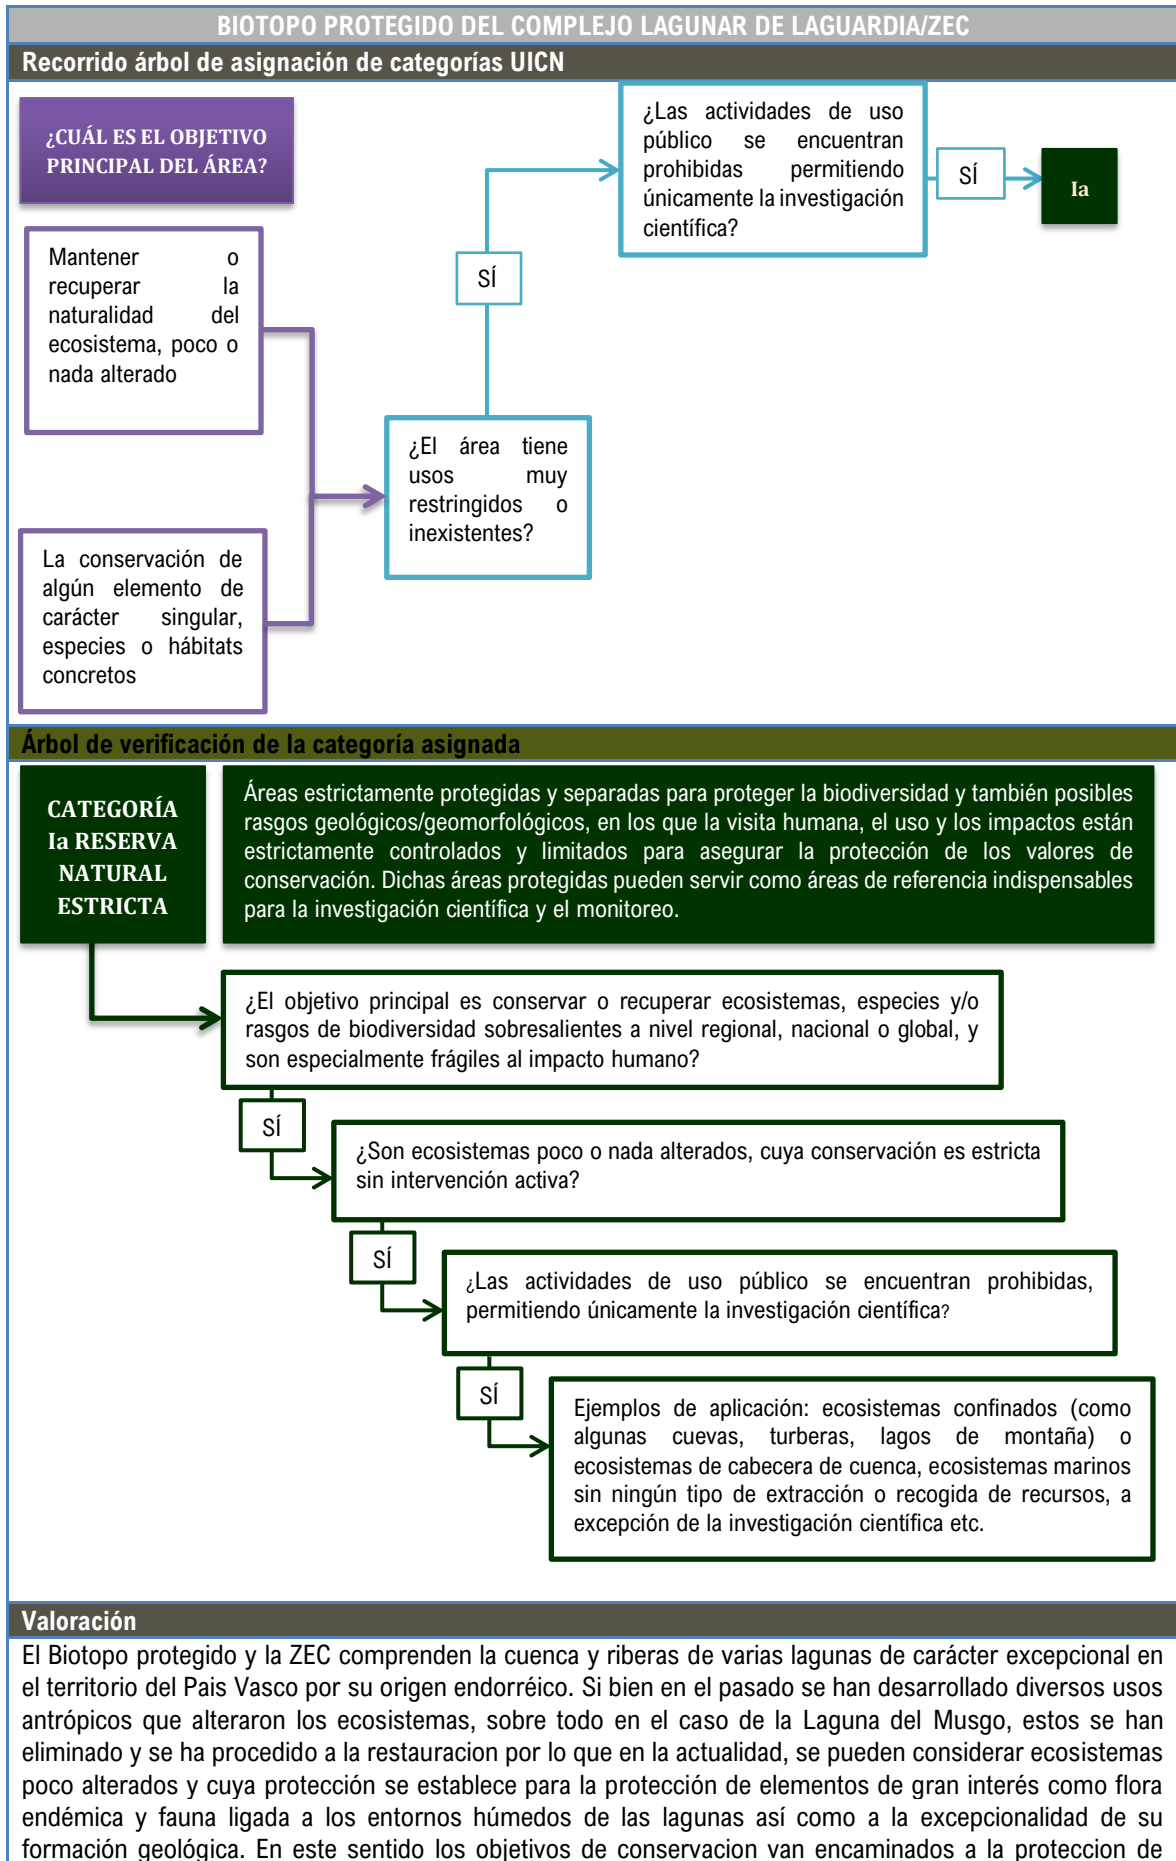 BIOTOPO PROTEGIDO DEL COMPLEJO LAGUNAR DE LAGUARDIA/ZEC
Recorrido árbol de asignación de categorías UICN
¿CUÁL ES EL OBJETIVO
PRINCIPAL DEL ÁREA?
Mantener o
recuperar la
naturalidad del
ecosistema, poco o
nada alterado
La conservación de
algún elemento de
carácter singular,
especies o hábitats
concretos
¿El área tiene
usos muy
restringidos o
inexistentes?
SÍ
¿Las actividades de uso
público se encuentran
prohibidas permitiendo
únicamente la investigación
científica?
SÍ
Ia
Árbol de verificación de la categoría asignada
CATEGORÍA
Ia RESERVA
NATURAL
ESTRICTA
Áreas estrictamente protegidas y separadas para proteger la biodiversidad y también posibles
rasgos geológicos/geomorfológicos, en los que la visita humana, el uso y los impactos están
estrictamente controlados y limitados para asegurar la protección de los valores de
conservación. Dichas áreas protegidas pueden servir como áreas de referencia indispensables
para la investigación científica y el monitoreo.
¿El objetivo principal es conservar o recuperar ecosistemas, especies y/o
rasgos de biodiversidad sobresalientes a nivel regional, nacional o global, y
son especialmente frágiles al impacto humano?
SÍ
¿Son ecosistemas poco o nada alterados, cuya conservación es estricta
sin intervención activa?
SÍ
¿Las actividades de uso público se encuentran prohibidas,
permitiendo únicamente la investigación científica?
SÍ
Ejemplos de aplicación: ecosistemas confinados (como
algunas cuevas, turberas, lagos de montaña) o
ecosistemas de cabecera de cuenca, ecosistemas marinos
sin ningún tipo de extracción o recogida de recursos, a
excepción de la investigación científica etc.
Valoración
El Biotopo protegido y la ZEC comprenden la cuenca y riberas de varias lagunas de carácter excepcional en
el territorio del Pais Vasco por su origen endorréico. Si bien en el pasado se han desarrollado diversos usos
antrópicos que alteraron los ecosistemas, sobre todo en el caso de la Laguna del Musgo, estos se han
eliminado y se ha procedido a la restauracion por lo que en la actualidad, se pueden considerar ecosistemas
poco alterados y cuya protección se establece para la protección de elementos de gran interés como flora
endémica y fauna ligada a los entornos húmedos de las lagunas así como a la excepcionalidad de su
formación geológica. En este sentido los objetivos de conservacion van encaminados a la proteccion de